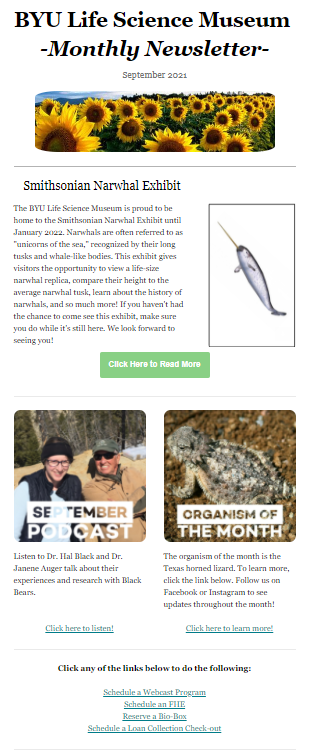 BYU Life Science Museum
-Monthly Newsletter-
September 2021
Smithsonian Narwhal Exhibit
The BYU Life Science Museum is proud to be
home to the Smithsonian Narwhal Exhibit until
January 2022. Narwhals are often referred to as
"unicorns of the sea," recognized by their long
tusks and whale-like bodies. This exhibit gives
visitors the opportunity to view a life-size
narwhal replica, compare their height to the
average narwhal tusk, learn about the history of
narwhals, and so much more! If you haven't had
the chance to come see this exhibit, make sure
you do while it's still here. We look forward to
seeing you!
Click Here to Read More
SEPTEMBER
PODCAST
Listen to Dr. Hal Black and Dr.
Janene Auger talk about their
experiences and research with Black
Bears.
Click here to listen!
ORGANISM OF
THE MONTH
The organism of the month is the
Texas horned lizard. To learn more,
click the link below. Follow us on
Facebook or Instagram to see
updates throughout the month!
Click here to learn more!
Click any of the links below to do the following:
Schedule a Webcast Program
Schedule an FHE
Reserve a Bio-Box
Schedule a Loan Collection Check-out